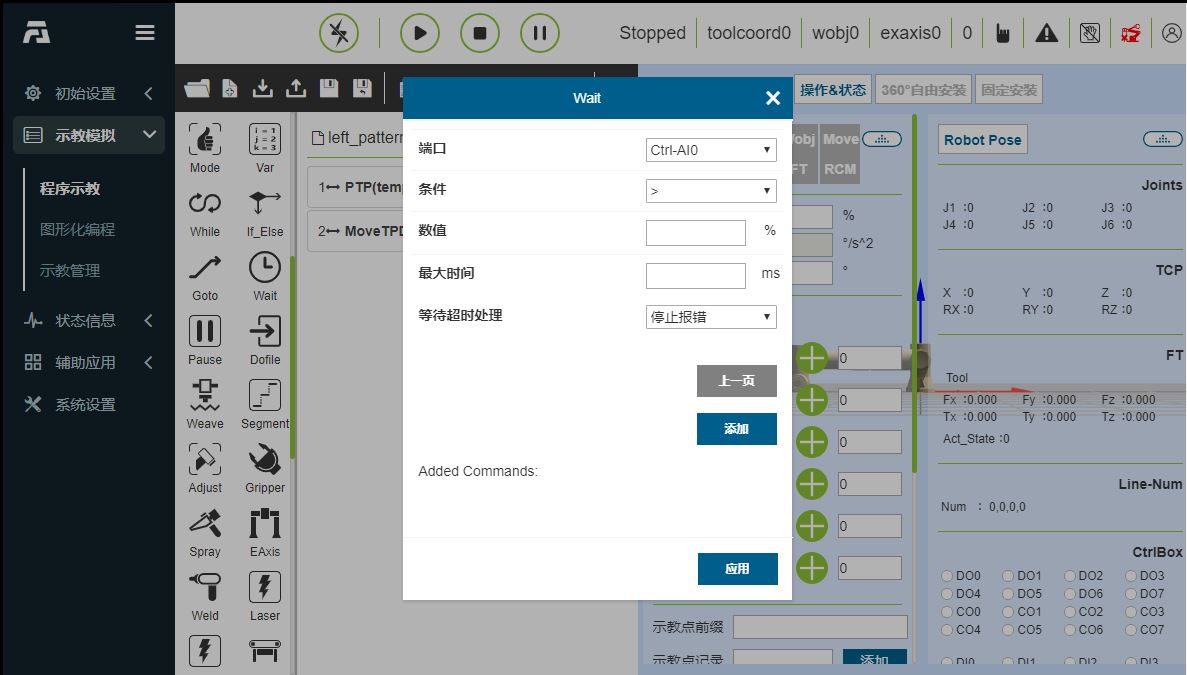 Stopped
toolcoord0
wobj0
exaxis0
0
初始设置
示教模拟
程序示教
图形化编程
示教管理
状态信息
辅助应用
系统设置
Mode
Var
i = 1
j = 2
k = 3
While
If_Else
Goto
Wait
Pause
Dofile
Weave
Segment
Adjust
Gripper
Spray
EAxis
Weld
Laser
left_pattern
1 PTP(tem
2 MoveTPD
Wait
端口
Ctrl-AI0
条件
>
数值
%
最大时间
ms
等待超时处理
停止报错
上一页
添加
Added Commands:
应用
操作&状态
360°自由安装
固定安装
obj
Move
FT
RCM
%
°/s^2
°
0
0
0
0
0
0
示教点前缀
示教点记录
添加
Robot Pose
Joints
J1 :0 J2 :0 J3 :0
J4 :0 J5 :0 J6 :0
TCP
X :0 Y :0 Z :0
RX :0 RY :0 RZ :0
FT
Tool
Fx :0.000 Fy :0.000 Fz :0.000
Tx :0.000 Ty :0.000 Tz :0.000
Act_State :0
Line-Num
Num : 0,0,0,0
CtrlBox
DO0 DO1 DO2 DO3
DO4 DO5 DO6 DO7
CO0 CO1 CO2 CO3
CO4 CO5 CO6 CO7
DI0 DI1 DI2 DI3